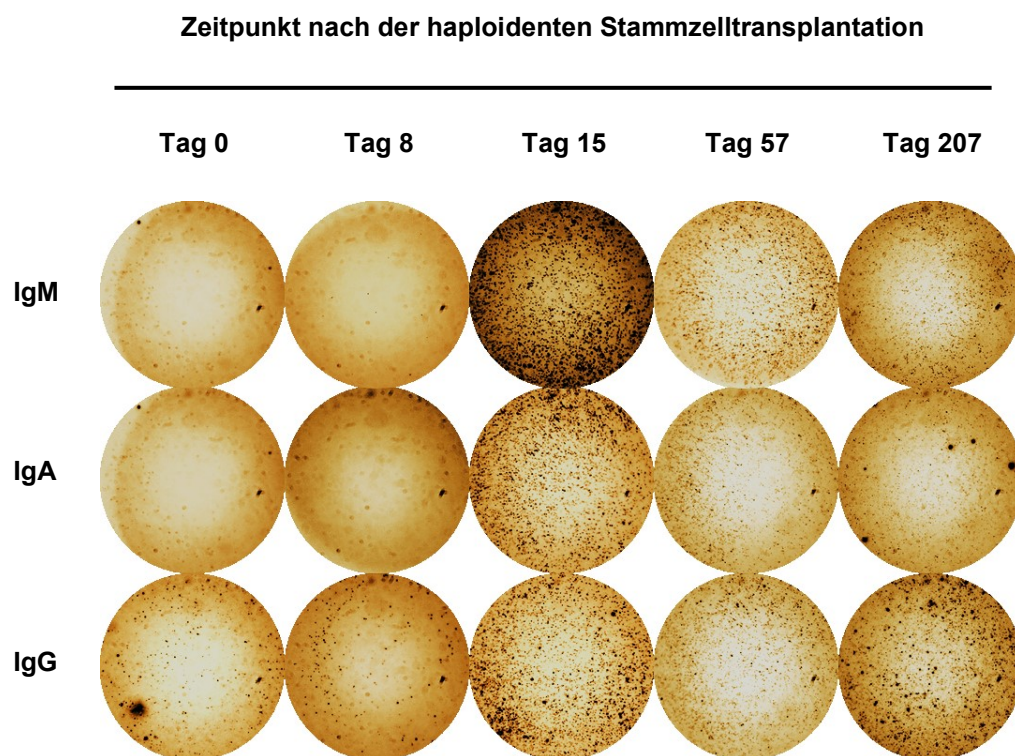 Zeitpunkt nach der haploidenten Stammzelltransplantation
Tag 0 Tag 8 Tag 15 Tag 57 Tag 207
IgM
IgA
IgG